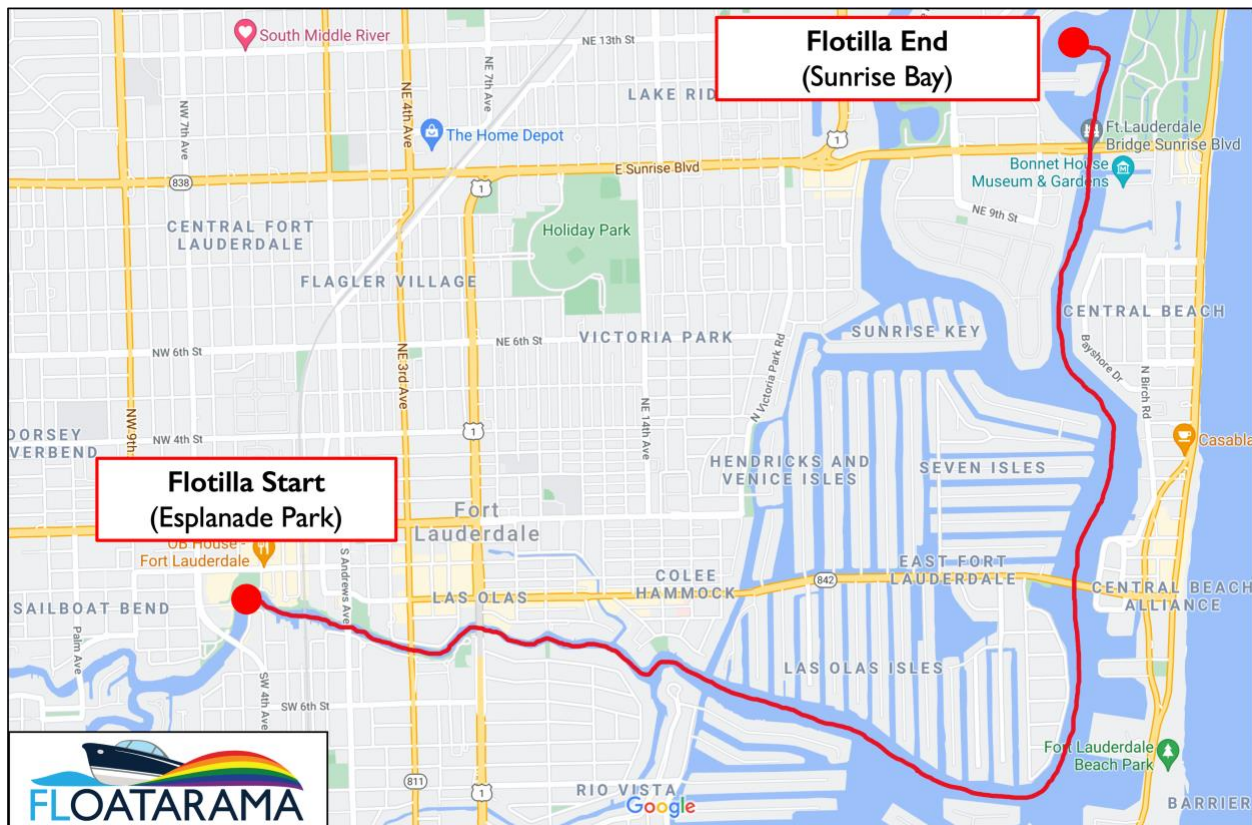 South Middle River
NE 13th St
NE 7th Ave
NE 4th Ave
NW 7th Ave
Flotilla End
(Sunrise Bay)
The Home Depot
1
Ft.Lauderdale
Bridge Sunrise Blvd
Bonnet House
Museum & Gardens
838
E Sunrise Blvd
1
CENTRAL FORT
LAUDERDALE
Holiday Park
NE 9th St
FLAGLER VILLAGE
CENTRAL BEACH
NW 6th St
NE 6th St
VICTORIA PARK
SUNRISE KEY
Bayshore Dr
N Birch Rd
N Victoria Park Rd
NE 3rd Ave
NE 14th Ave
NW 9th
NW 4th St
1
DORSEY
Flotilla Start
(Esplanade Park)
HENDRICKS AND
VENICE ISLES
SEVEN ISLES
Fort
Lauderdale
OB House -
Fort Lauderdale
S Andrews Ave
COLEE
HAMMOCK
842
EAST FORT
LAUDERDALE
CENTRAL BEACH
ALLIANCE
SAILBOAT BEND
LAS OLAS
Palm Ave
SW 4th Ave
LAS OLAS ISLES
SW 6th St
Fort Lauderdale
Beach Park
811
1
RIO VISTA
Google
BARRIER
FLOATARAMA